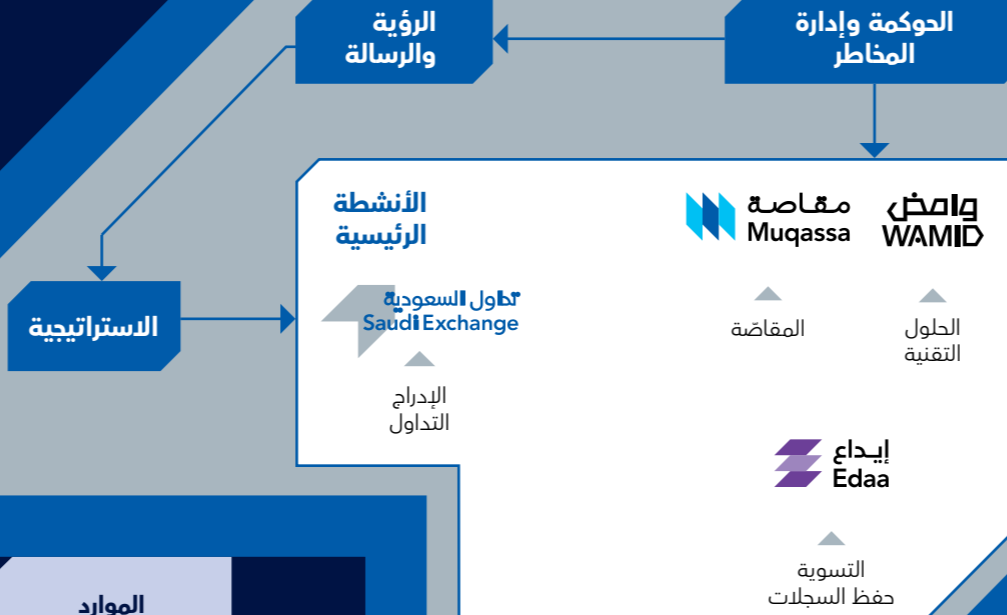 الحوكمة وإدارة
المخاطر
الرؤية
والرسالة
الاستراتيجية
الأنشطة
الرئيسية
وامض
WAMID
الحلول
التقنية
مقاصة
Muqassa
المقاصّة
تداول السعودية
Saudi Exchange
الإدراج
التداول
إيداع
Edaa
التسوية
حفظ السجلات
الموارد